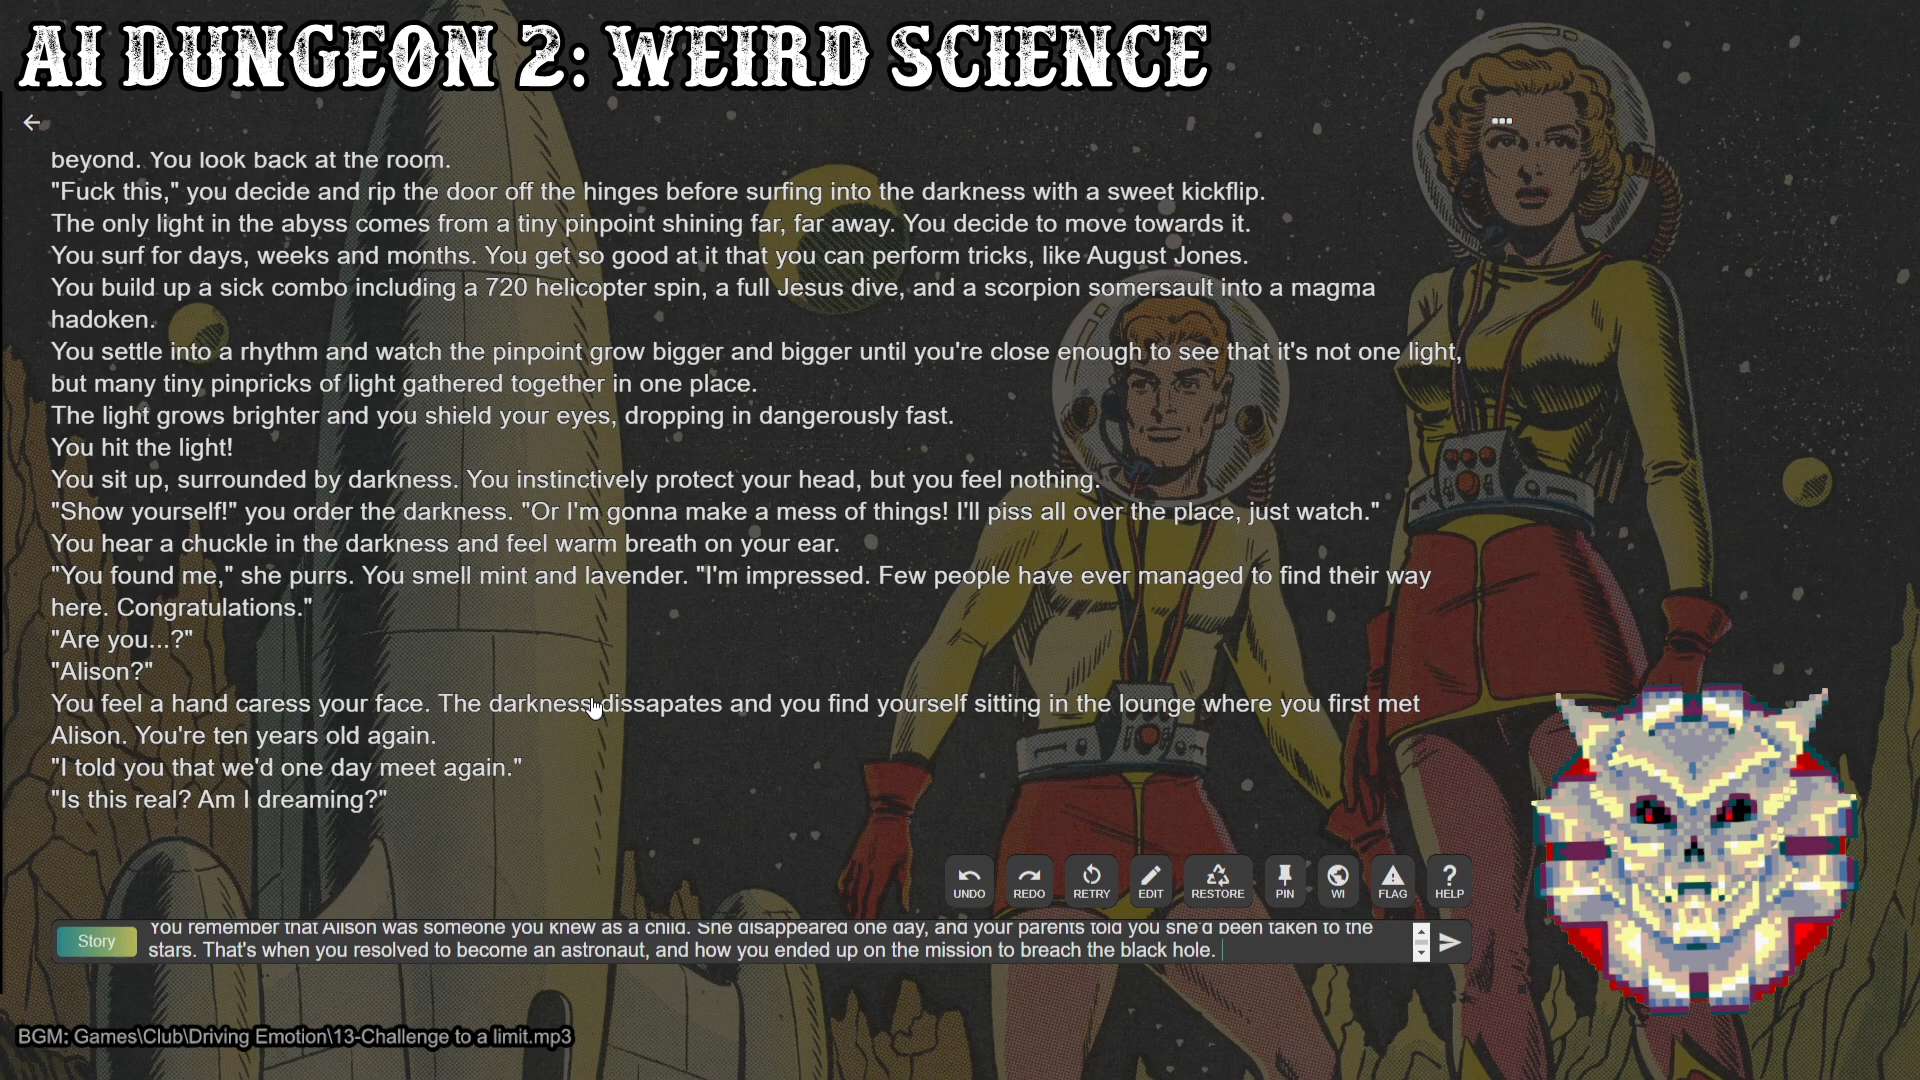 AI DUNGEON 2: WEIRD SCIENCE
beyond. You look back at the room.
"Fuck this," you decide and rip the door off the hinges before surfing into the darkness with a sweet kickflip.
The only light in the abyss comes from a tiny pinpoint shining far, far away. You decide to move towards it.
You surf for days, weeks and months. You get so good at it that you can perform tricks, like August Jones.
You build up a sick combo including a 720 helicopter spin, a full Jesus dive, and a scorpion somersault into a magma
hadoken.
You settle into a rhythm and watch the pinpoint grow bigger and bigger until you're close enough to see that it's not one light,
but many tiny pinpricks of light gathered together in one place.
The light grows brighter and you shield your eyes, dropping in dangerously fast.
You hit the light!
You sit up, surrounded by darkness. You instinctively protect your head, but you feel nothing.
"Show yourself!" you order the darkness. "Or I'm gonna make a mess of things! I'll piss all over the place, just watch."
You hear a chuckle in the darkness and feel warm breath on your ear.
"You found me," she purrs. You smell mint and lavender. "I'm impressed. Few people have ever managed to find their way
here. Congratulations."
"Are you...?"
"Alison?"
You feel a hand caress your face. The darkness dissapates and you find yourself sitting in the lounge where you first met
Alison. You're ten years old again.
"I told you that we'd one day meet again."
"Is this real? Am I dreaming?"
UNDO REDO RETRY EDIT RESTORE PIN WI FLAG HELP
Story
You remember that Alison was someone you knew as a child. She disappeared one day, and your parents told you she'd been taken to the
stars. That's when you resolved to become an astronaut, and how you ended up on the mission to breach the black hole.
BGM: Games\Club\Driving Emotion\13-Challenge to a limit.mp3